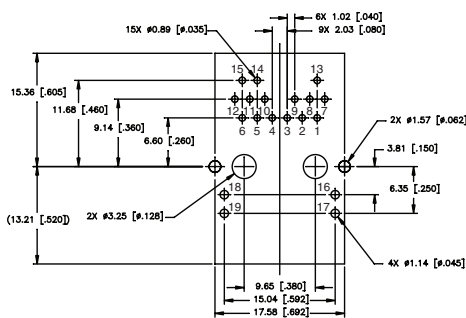 6X 1.02 [.040]
15X ø0.89 [ø.035]
9X 2.03 [.080]
15 14 13
12 11 10 9 8 7
6 5 4 3 2 1
15.36 [.605]
11.68 [.460]
9.14 [.360]
6.60 [.260]
2X ø1.57 [ø.062]
3.81 [.150]
6.35 [.250]
(13.21 [.520])
2X ø3.25 [ø.128]
18 16
19 17
4X ø1.14 [ø.045]
9.65 [.380]
15.04 [.592]
17.58 [.692]